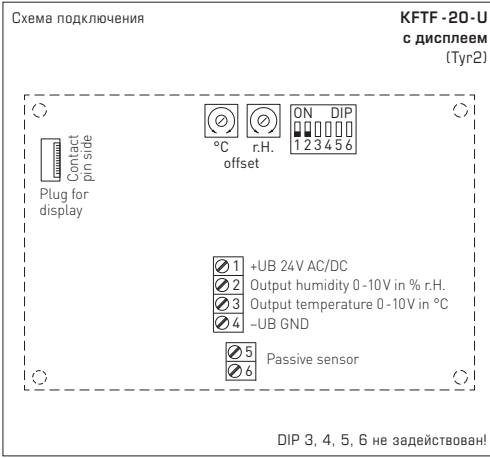 Схема подключения
KFTF - 20 - U
с дисплеем
(Tyr2)
Contact
pin side
Plug for
display
°C
r.H.
offset
ON DIP
1 2 3 4 5 6
1 +UB 24V AC/DC
2 Output humidity 0-10V in % r.H.
3 Output temperature 0-10V in °C
4 –UB GND
5
6
Passive sensor
DIP 3, 4, 5, 6 не задействован!